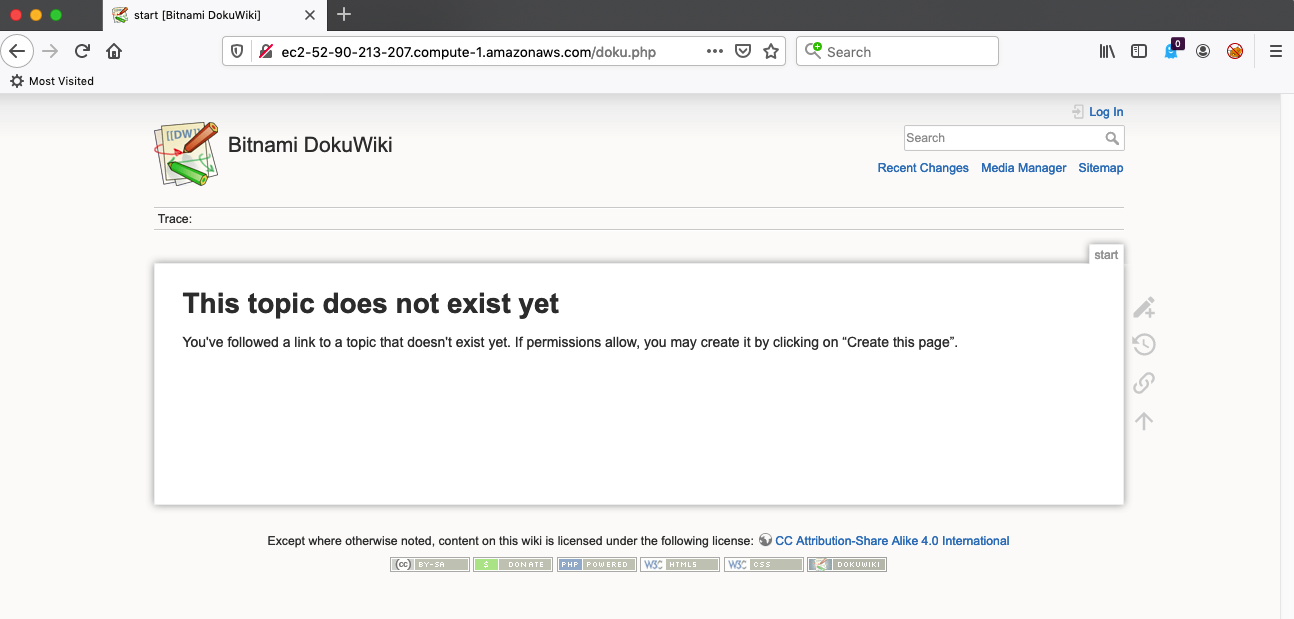 start [Bitnami DokuWiki]
ec2-52-90-213-207.compute-1.amazonaws.com/doku.php
Search
0
Most Visited
Log In
[[DW]]
Bitnami DokuWiki
Search
Recent Changes Media Manager Sitemap
Trace:
start
This topic does not exist yet
You've followed a link to a topic that doesn't exist yet. If permissions allow, you may create it by clicking on “Create this page”.
Except where otherwise noted, content on this wiki is licensed under the following license: CC Attribution-Share Alike 4.0 International
cc BY-SA $ DONATE PHP POWERED W3C HTML5 W3C CSS DOKUWIKI